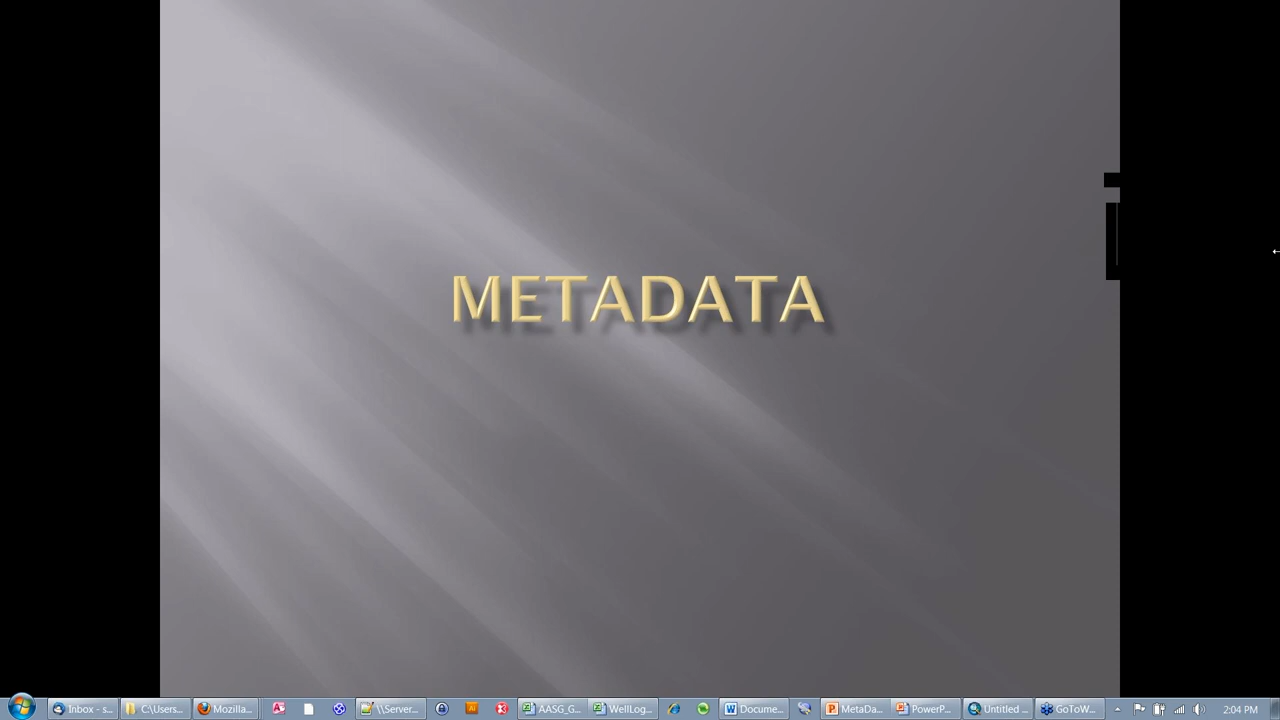 METADATA
Inbox - s...
C:\Users...
Mozilla...
\\Server...
AASG_G...
WellLog...
Docume...
MetaDa...
PowerP...
Untitled ...
GoToW...
2:04 PM